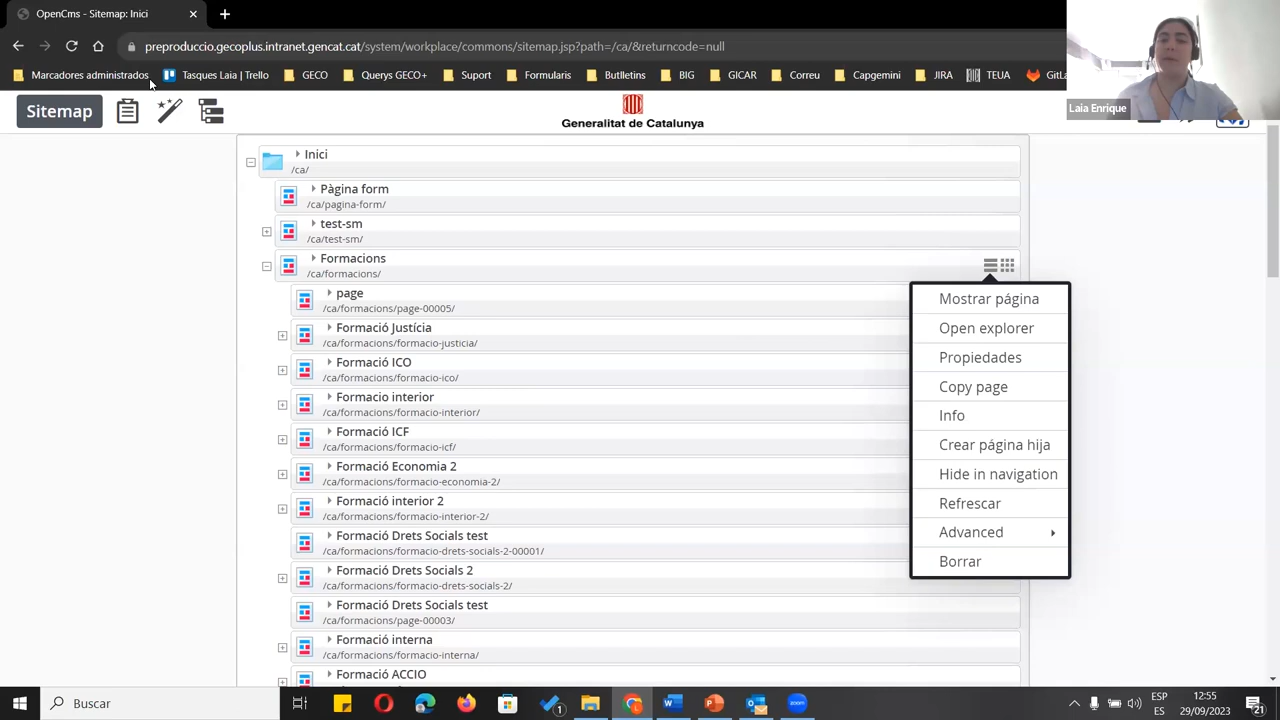 OpenCms - Sitemap: Inici
preproduccio.gecoplus.intranet.gencat.cat/system/workplace/commons/sitemap.jsp?path=/ca/&returncode=null
Marcadores administrados
Tasques Laia | Trello
GECO
Entorns Geco
Formularis
Butlletins
BIG
GICAR
Correu
Capgemini
JIRA
TEUA
Laia Enrique
Sitemap
Generalitat de Catalunya
Inici
/ca/
Pàgina form
/ca/pagina-form/
test-sm
/ca/test-sm/
Formacions
/ca/formacions/
page
/ca/formacions/page-00005/
Formació Justícia
/ca/formacions/formacio-justicia/
Formació ICO
/ca/formacions/formacio-ico/
Formacio interior
/ca/formacions/formacio-interior/
Formació ICF
/ca/formacions/formacio-icf/
Formació Economia 2
/ca/formacions/formacio-economia-2/
Formació interior 2
/ca/formacions/formacio-interior-2/
Formació Drets Socials test
/ca/formacions/formacio-drets-socials-2-00001/
Formació Drets Socials 2
/ca/formacions/formacio-drets-socials-2/
Formació Drets Socials test
/ca/formacions/page-00003/
Formació interna
/ca/formacions/formacio-interna/
Formació ACCIO
Mostrar página
Open explorer
Propiedades
Copy page
Info
Crear página hija
Hide in navigation
Refrescar
Advanced
Borrar
Buscar
ESP
ES
12:55
29/09/2023
21